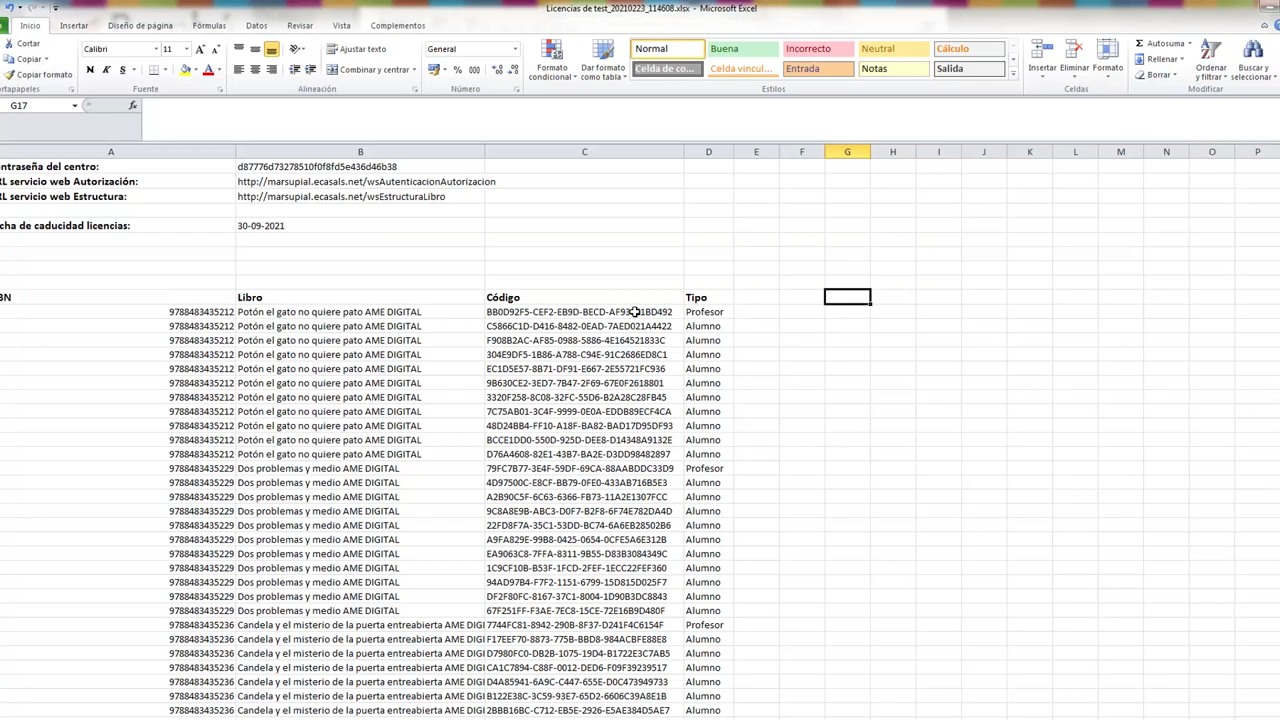 Licencias de test_20210223_114608.xlsx - Microsoft Excel
Inicio Insertar Diseño de página Fórmulas Datos Revisar Vista Complementos
Cortar
Copiar
Copiar formato
Calibri 11
N K S
Ajustar texto
Combinar y centrar
General
% 000
Formato condicional
Dar formato como tabla
Normal Buena Incorrecto Neutral Cálculo
Celda de co... Celda vincul... Entrada Notas Salida
Insertar Eliminar Formato
Autosuma
Rellenar
Borrar
Ordenar y filtrar
Buscar y seleccionar
rtapapeles Fuente Alineación Número Estilos Celdas Modificar
G17 fx
A B C D E F G H I J K L M N O P
ontraseña del centro: d87776d73278510f0f8fd5e436d46b38
RL servicio web Autorización: http://marsupial.ecasals.net/wsAutenticacionAutorizacion
RL servicio web Estructura: http://marsupial.ecasals.net/wsEstructuraLibro
cha de caducidad licencias: 30-09-2021
BN Libro Código Tipo
9788483435212 Potón el gato no quiere pato AME DIGITAL Profesor
9788483435212 Potón el gato no quiere pato AME DIGITAL C5866C1D-D416-8482-0EAD-7AED021A4422 Alumno
9788483435212 Potón el gato no quiere pato AME DIGITAL F908B2AC-AF85-0988-5886-4E164521833C Alumno
9788483435212 Potón el gato no quiere pato AME DIGITAL 304E9DF5-1B86-A788-C94E-91C2686ED8C1 Alumno
9788483435212 Potón el gato no quiere pato AME DIGITAL EC1D5E57-8B71-DF91-E667-2E55721FC936 Alumno
9788483435212 Potón el gato no quiere pato AME DIGITAL 9B630CE2-3ED7-7B47-2F69-67E0F2618801 Alumno
9788483435212 Potón el gato no quiere pato AME DIGITAL 3320F258-8C08-32FC-55D6-B2A28C28FB45 Alumno
9788483435212 Potón el gato no quiere pato AME DIGITAL 7C75AB01-3C4F-9999-0E0A-EDDB89ECF4CA Alumno
9788483435212 Potón el gato no quiere pato AME DIGITAL 48D24BB4-FF10-A18F-BA82-BAD17D95DF93 Alumno
9788483435212 Potón el gato no quiere pato AME DIGITAL BCCE1DD0-550D-925D-DEE8-D14348A9132E Alumno
9788483435212 Potón el gato no quiere pato AME DIGITAL D76A4608-82E1-43B7-BA2E-D3DD98482897 Alumno
9788483435229 Dos problemas y medio AME DIGITAL 79FC7B77-3E4F-59DF-69CA-88AABDDC33D9 Profesor
9788483435229 Dos problemas y medio AME DIGITAL 4D97500C-E8CF-BB79-0FE0-433AB716B5E3 Alumno
9788483435229 Dos problemas y medio AME DIGITAL A2B90C5F-6C63-6366-FB73-11A2E1307FCC Alumno
9788483435229 Dos problemas y medio AME DIGITAL 9C8A8E9B-ABC3-D0F7-B2F8-6F74E782DA4D Alumno
9788483435229 Dos problemas y medio AME DIGITAL 22FD8F7A-35C1-53DD-BC74-6A6EB28502B6 Alumno
9788483435229 Dos problemas y medio AME DIGITAL A9FA829E-99B8-0425-0654-0CFE5A6E312B Alumno
9788483435229 Dos problemas y medio AME DIGITAL EA9063C8-7FFA-8311-9B55-D83B3084349C Alumno
9788483435229 Dos problemas y medio AME DIGITAL 1C9CF10B-B53F-1FCD-2FEF-1ECC22FEF360 Alumno
9788483435229 Dos problemas y medio AME DIGITAL 94AD97B4-F7F2-1151-6799-15D815D025F7 Alumno
9788483435229 Dos problemas y medio AME DIGITAL DF2F80FC-8167-37C1-8004-1D90B3DC8843 Alumno
9788483435229 Dos problemas y medio AME DIGITAL 67F251FF-F3AE-7EC8-15CE-72E16B9D480F Alumno
9788483435236 Candela y el misterio de la puerta entreabierta AME DIGI 7744FC81-8942-290B-8F37-D241F4C6154F Profesor
9788483435236 Candela y el misterio de la puerta entreabierta AME DIGI F17EEF70-8873-775B-BBD8-984ACBFE88E8 Alumno
9788483435236 Candela y el misterio de la puerta entreabierta AME DIGI D7980FC0-DB2B-1075-19D4-B1722E3C7AC5 Alumno
9788483435236 Candela y el misterio de la puerta entreabierta AME DIGI CA1C7894-C88F-0012-DED6-F09F39239517 Alumno
9788483435236 Candela y el misterio de la puerta entreabierta AME DIGI D4A85941-6A9C-C447-655E-D0C473949733 Alumno
9788483435236 Candela y el misterio de la puerta entreabierta AME DIGI B122E38C-3C59-93E7-65D2-6606C39A8E1B Alumno
9788483435236 Candela y el misterio de la puerta entreabierta AME DIGI 2BBB16BC-C712-EB5E-2926-E5AE384D5AE7 Alumno